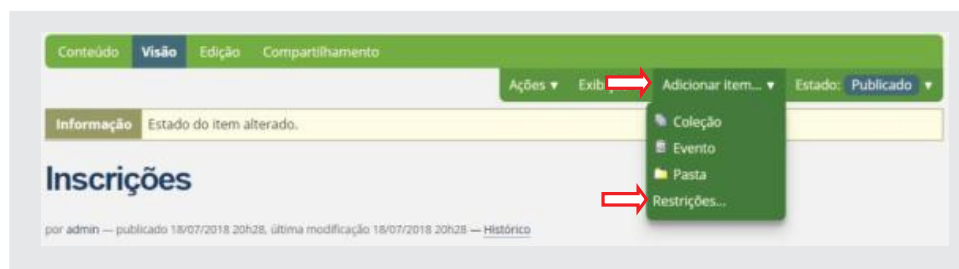 Conteúdo Visão Edição Compartilhamento
Ações ▾ Adicionar item... ▾ Estado: Publicado ▾
Informação Estado do item alterado.
Coleção
Evento
Pasta
Restrições...
Inscrições
por admin — publicado 18/07/2018 20h28, última modificação 18/07/2018 20h28 — Histórico